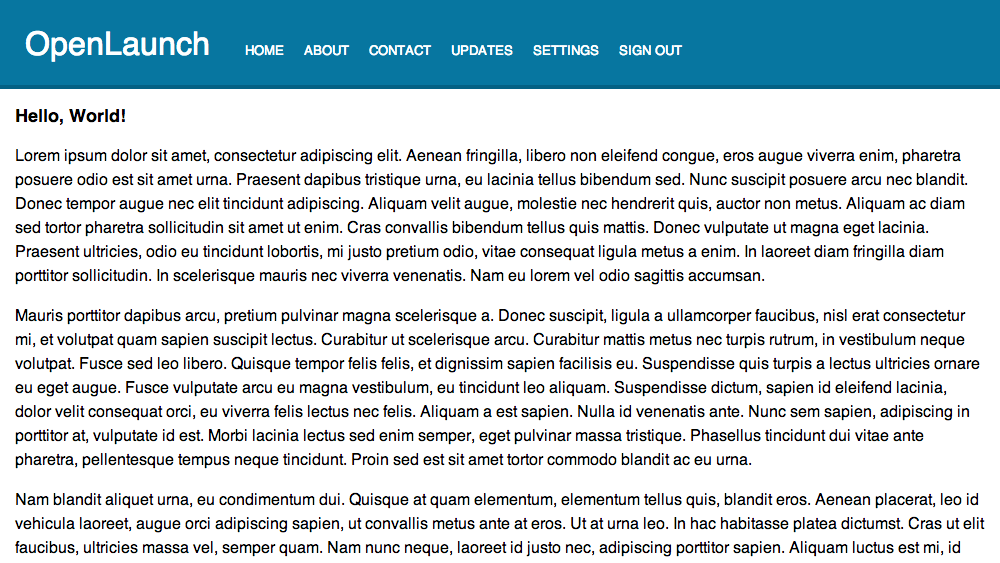 OpenLaunch HOME ABOUT CONTACT UPDATES SETTINGS SIGN OUT
Hello, World!
Lorem ipsum dolor sit amet, consectetur adipiscing elit. Aenean fringilla, libero non eleifend congue, eros augue viverra enim, pharetra
posuere odio est sit amet urna. Praesent dapibus tristique urna, eu lacinia tellus bibendum sed. Nunc suscipit posuere arcu nec blandit.
Donec tempor augue nec elit tincidunt adipiscing. Aliquam velit augue, molestie nec hendrerit quis, auctor non metus. Aliquam ac diam
sed tortor pharetra sollicitudin sit amet ut enim. Cras convallis bibendum tellus quis mattis. Donec vulputate ut magna eget lacinia.
Praesent ultricies, odio eu tincidunt lobortis, mi justo pretium odio, vitae consequat ligula metus a enim. In laoreet diam fringilla diam
porttitor sollicitudin. In scelerisque mauris nec viverra venenatis. Nam eu lorem vel odio sagittis accumsan.
Mauris porttitor dapibus arcu, pretium pulvinar magna scelerisque a. Donec suscipit, ligula a ullamcorper faucibus, nisl erat consectetur
mi, et volutpat quam sapien suscipit lectus. Curabitur ut scelerisque arcu. Curabitur mattis metus nec turpis rutrum, in vestibulum neque
volutpat. Fusce sed leo libero. Quisque tempor felis felis, et dignissim sapien facilisis eu. Suspendisse quis turpis a lectus ultricies ornare
eu eget augue. Fusce vulputate arcu eu magna vestibulum, eu tincidunt leo aliquam. Suspendisse dictum, sapien id eleifend lacinia,
dolor velit consequat orci, eu viverra felis lectus nec felis. Aliquam a est sapien. Nulla id venenatis ante. Nunc sem sapien, adipiscing in
porttitor at, vulputate id est. Morbi lacinia lectus sed enim semper, eget pulvinar massa tristique. Phasellus tincidunt dui vitae ante
pharetra, pellentesque tempus neque tincidunt. Proin sed est sit amet tortor commodo blandit ac eu urna.
Nam blandit aliquet urna, eu condimentum dui. Quisque at quam elementum, elementum tellus quis, blandit eros. Aenean placerat, leo id
vehicula laoreet, augue orci adipiscing sapien, ut convallis metus ante at eros. Ut at urna leo. In hac habitasse platea dictumst. Cras ut elit
faucibus, ultricies massa vel, semper quam. Nam nunc neque, laoreet id justo nec, adipiscing porttitor sapien. Aliquam luctus est mi, id